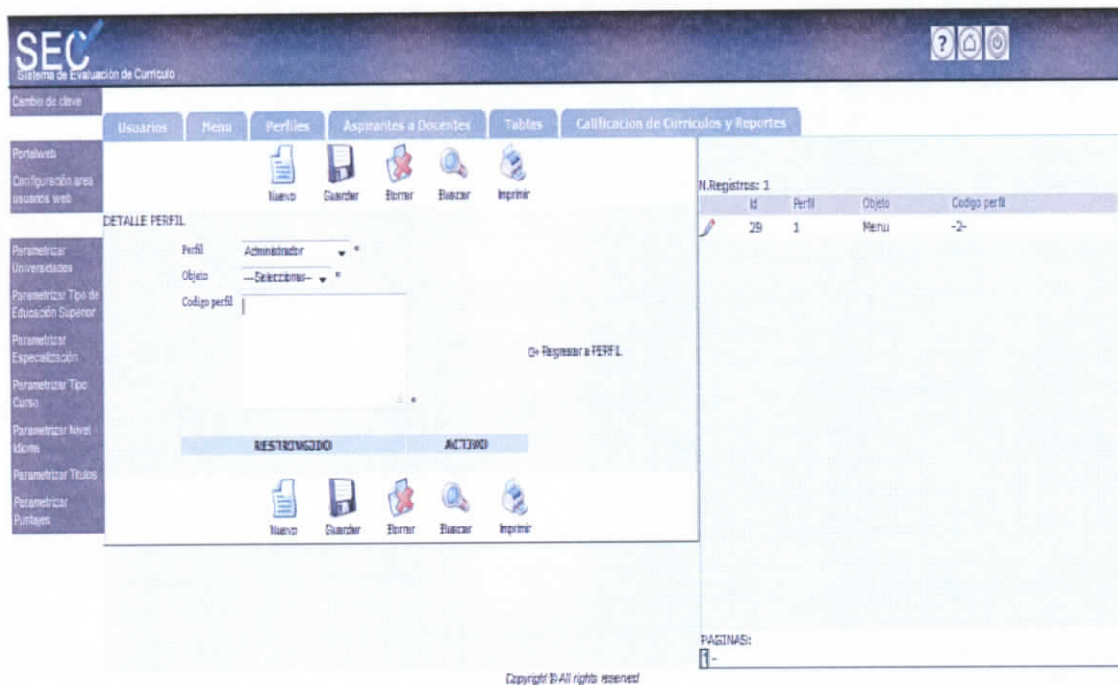 SEC
Sistema de Evaluación de Curriculo
?
Cambio de clave
Usuarios Menu Perfiles Aspirantes a Docentes Tablas Calificacion de Curriculos y Reportes
Portalweb
Configuración area usuarios web
Parametrizar Universidades
Parametrizar Tipo de Educación Superior
Parametrizar Especialización
Parametrizar Tipo Curso
Parametrizar Nivel Idioma
Parametrizar Titulos
Parametrizar Puntajes
Nuevo Guardar Borrar Buscar Imprimir
DETALLE PERFIL
Perfil Administrador *
Objeto ---Seleccionar-- *
Codigo perfil
*
Regresar a PERFIL
RESTRINGIDO ACTIVO
Nuevo Guardar Borrar Buscar Imprimir
N.Registros: 1
Id Perfil Objeto Codigo perfil
29 1 Menu -2-
PAGINAS:
1 -
Copyright © All rights reserved